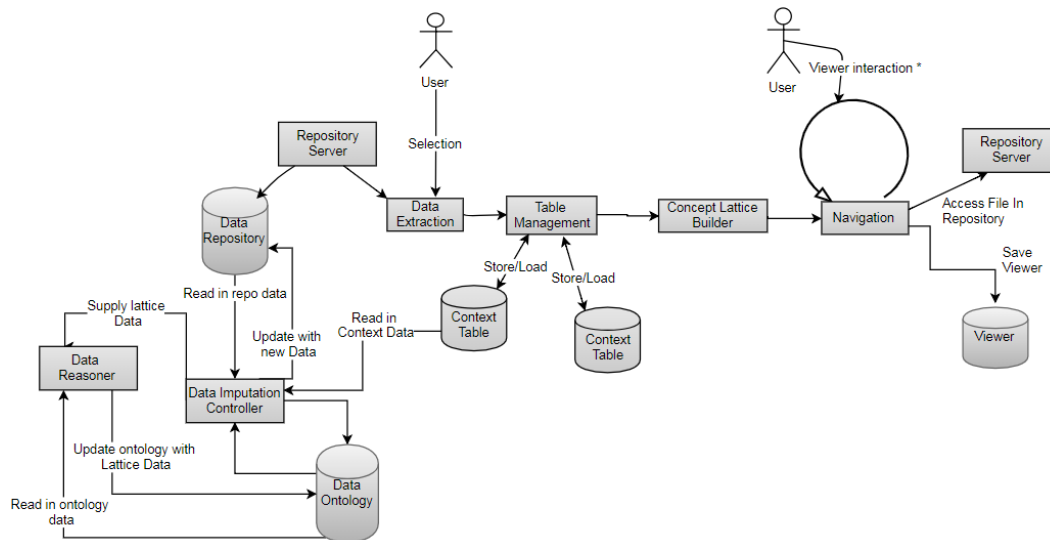 User
Viewer interaction *
User
Repository
Server
Selection
Repository
Server
Data
Repository
Data
Extraction
Table
Management
Concept Lattice
Builder
Navigation
Access File In
Repository
Store/Load
Store/Load
Save
Viewer
Read in repo data
Supply lattice
Data
Update with
new Data
Read in
Context Data
Context
Table
Context
Table
Viewer
Data
Reasoner
Data Imputation
Controller
Update ontology with
Lattice Data
Read in ontology
data
Data
Ontology